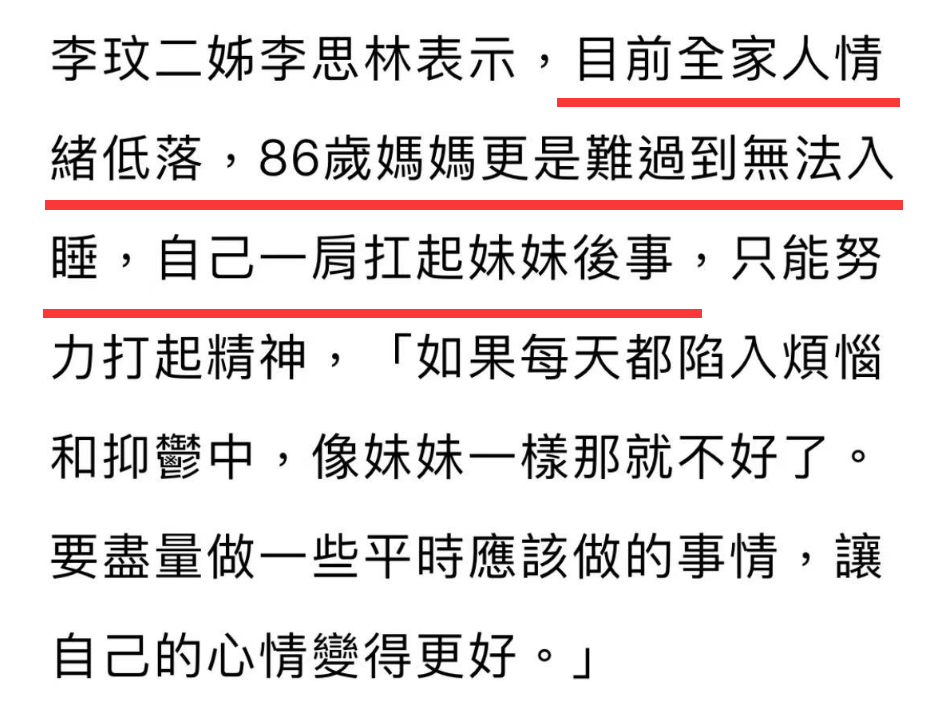 李玟二姊李思林表示，目前全家人情
緒低落，86歲媽媽更是難過到無法入
睡，自己一肩扛起妹妹後事，只能努
力打起精神，「如果每天都陷入煩惱
和抑鬱中，像妹妹一樣那就不好了。
要盡量做一些平時應該做的事情，讓
自己的心情變得更好。」